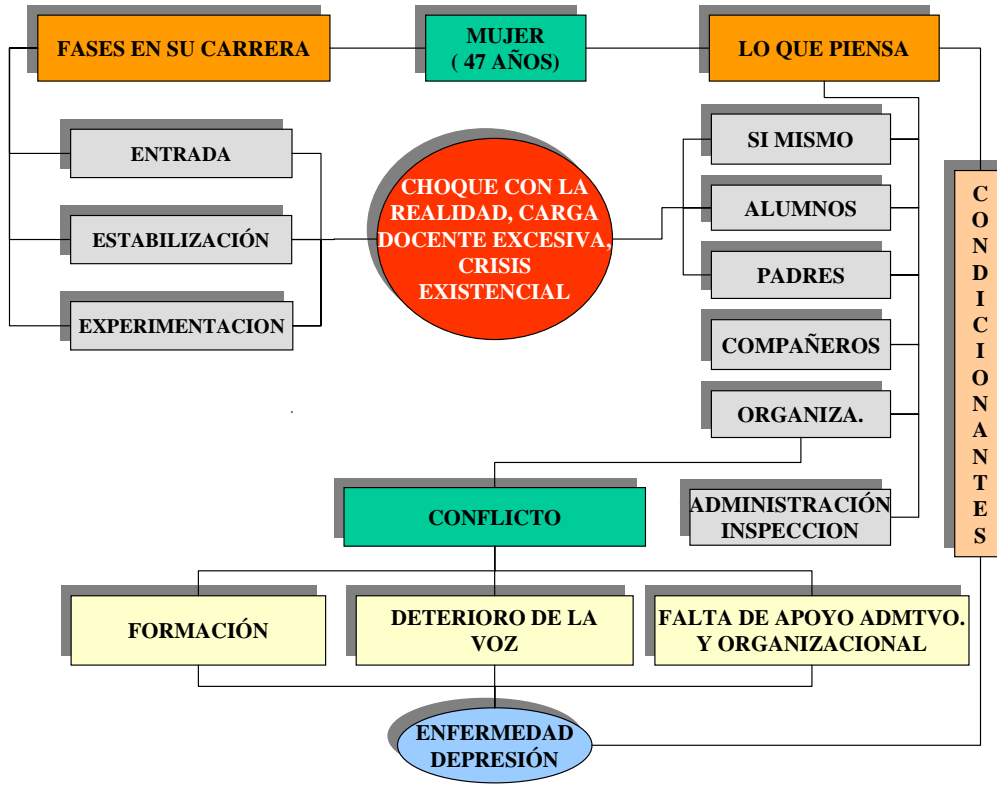 FASES EN SU CARRERA
MUJER
( 47 AÑOS)
LO QUE PIENSA
ENTRADA
ESTABILIZACIÓN
EXPERIMENTACION
CHOQUE CON LA
REALIDAD, CARGA
DOCENTE EXCESIVA,
CRISIS
EXISTENCIAL
SI MISMO
ALUMNOS
PADRES
COMPAÑEROS
ORGANIZA.
ADMINISTRACIÓN
INSPECCION
C
O
N
D
I
C
I
O
N
A
N
T
E
S
CONFLICTO
FORMACIÓN
DETERIORO DE LA
VOZ
FALTA DE APOYO ADMTVO.
Y ORGANIZACIONAL
ENFERMEDAD
DEPRESIÓN